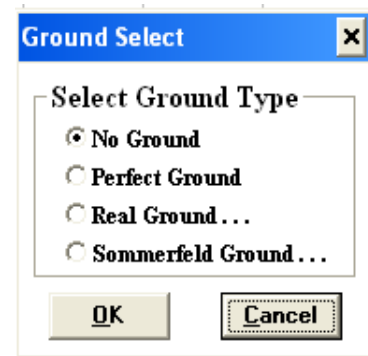 Ground Select
Select Ground Type
No Ground
Perfect Ground
Real Ground . . .
Sommerfeld Ground . . .
OK
Cancel